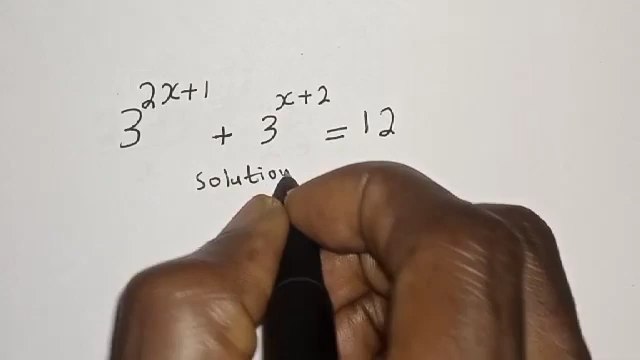 3^{2x+1} + 3^{x+2} = 12
Solution